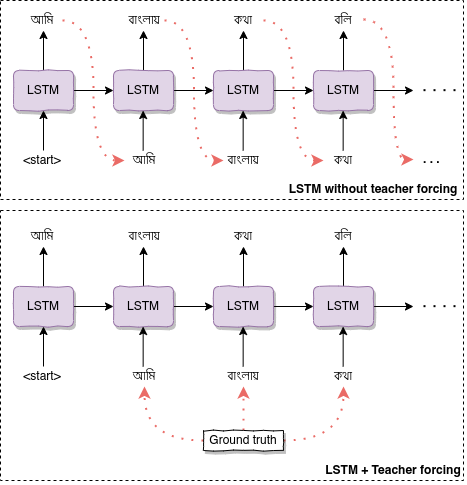 আমি বাংলায় কথা বলি
LSTM LSTM LSTM LSTM ....
<start> আমি বাংলায় কথা ...
LSTM without teacher forcing
আমি বাংলায় কথা বলি
LSTM LSTM LSTM LSTM ....
<start> আমি বাংলায় কথা
Ground truth
LSTM + Teacher forcing